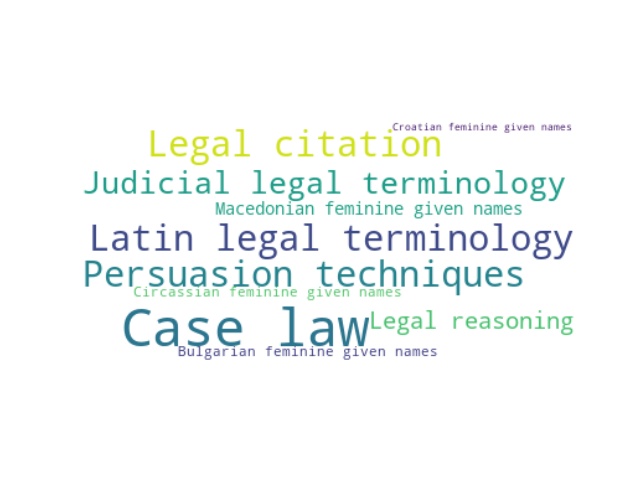 Croatian feminine given names
Legal citation
Judicial legal terminology
Macedonian feminine given names
Latin legal terminology
Persuasion techniques
Circassian feminine given names
Case law
Legal reasoning
Bulgarian feminine given names